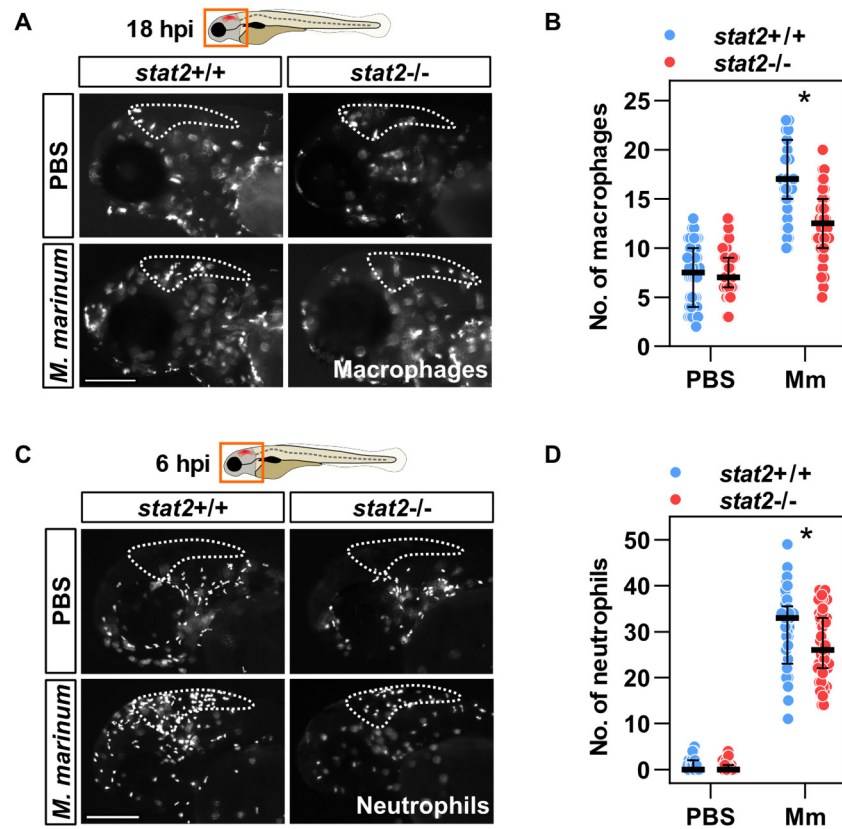 A
18 hpi
stat2+/+
stat2-/-
PBS
M. marinum
Macrophages
B
stat2+/+
stat2-/-
*
No. of macrophages
25
20
15
10
5
0
PBS
Mm
C
6 hpi
stat2+/+
stat2-/-
PBS
M. marinum
Neutrophils
D
stat2+/+
stat2-/-
*
No. of neutrophils
50
40
30
20
10
0
PBS
Mm